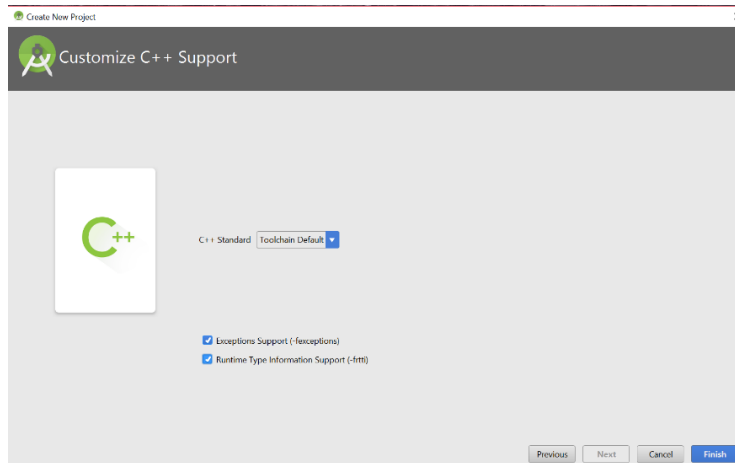 Create New Project
Customize C++ Support
C++
C++ Standard Toolchain Default
Exceptions Support (-fexceptions)
Runtime Type Information Support (-frtti)
Previous Next Cancel Finish